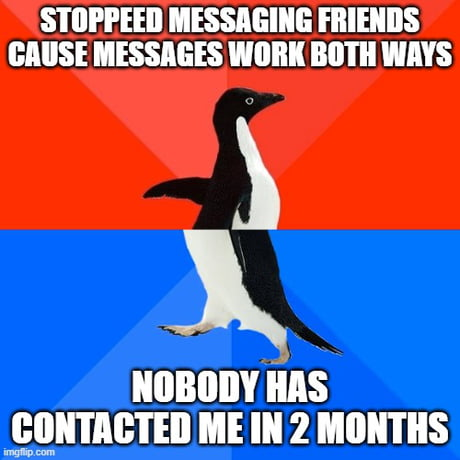 STOPPEED MESSAGING FRIENDS
CAUSE MESSAGES WORK BOTH WAYS
NOBODY HAS
CONTACTED ME IN 2 MONTHS
imgflip.com